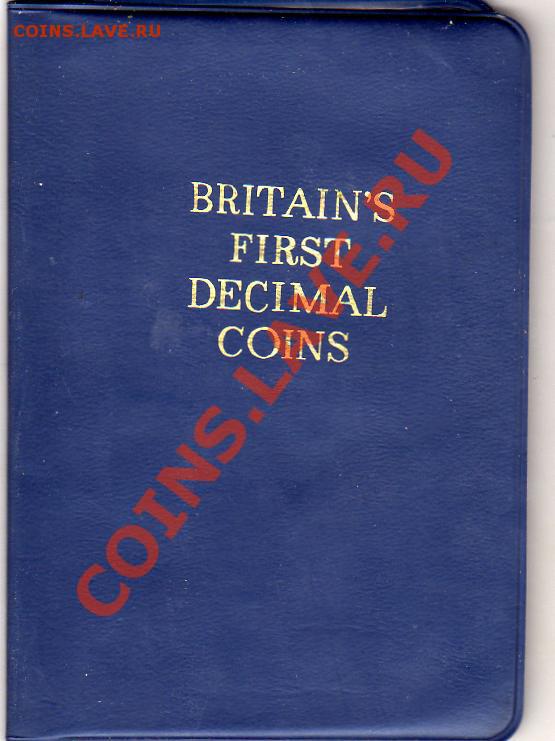 COINS.LAVE.RU
BRITAIN'S
FIRST
DECIMAL
COINS
COINS.LAVE.RU